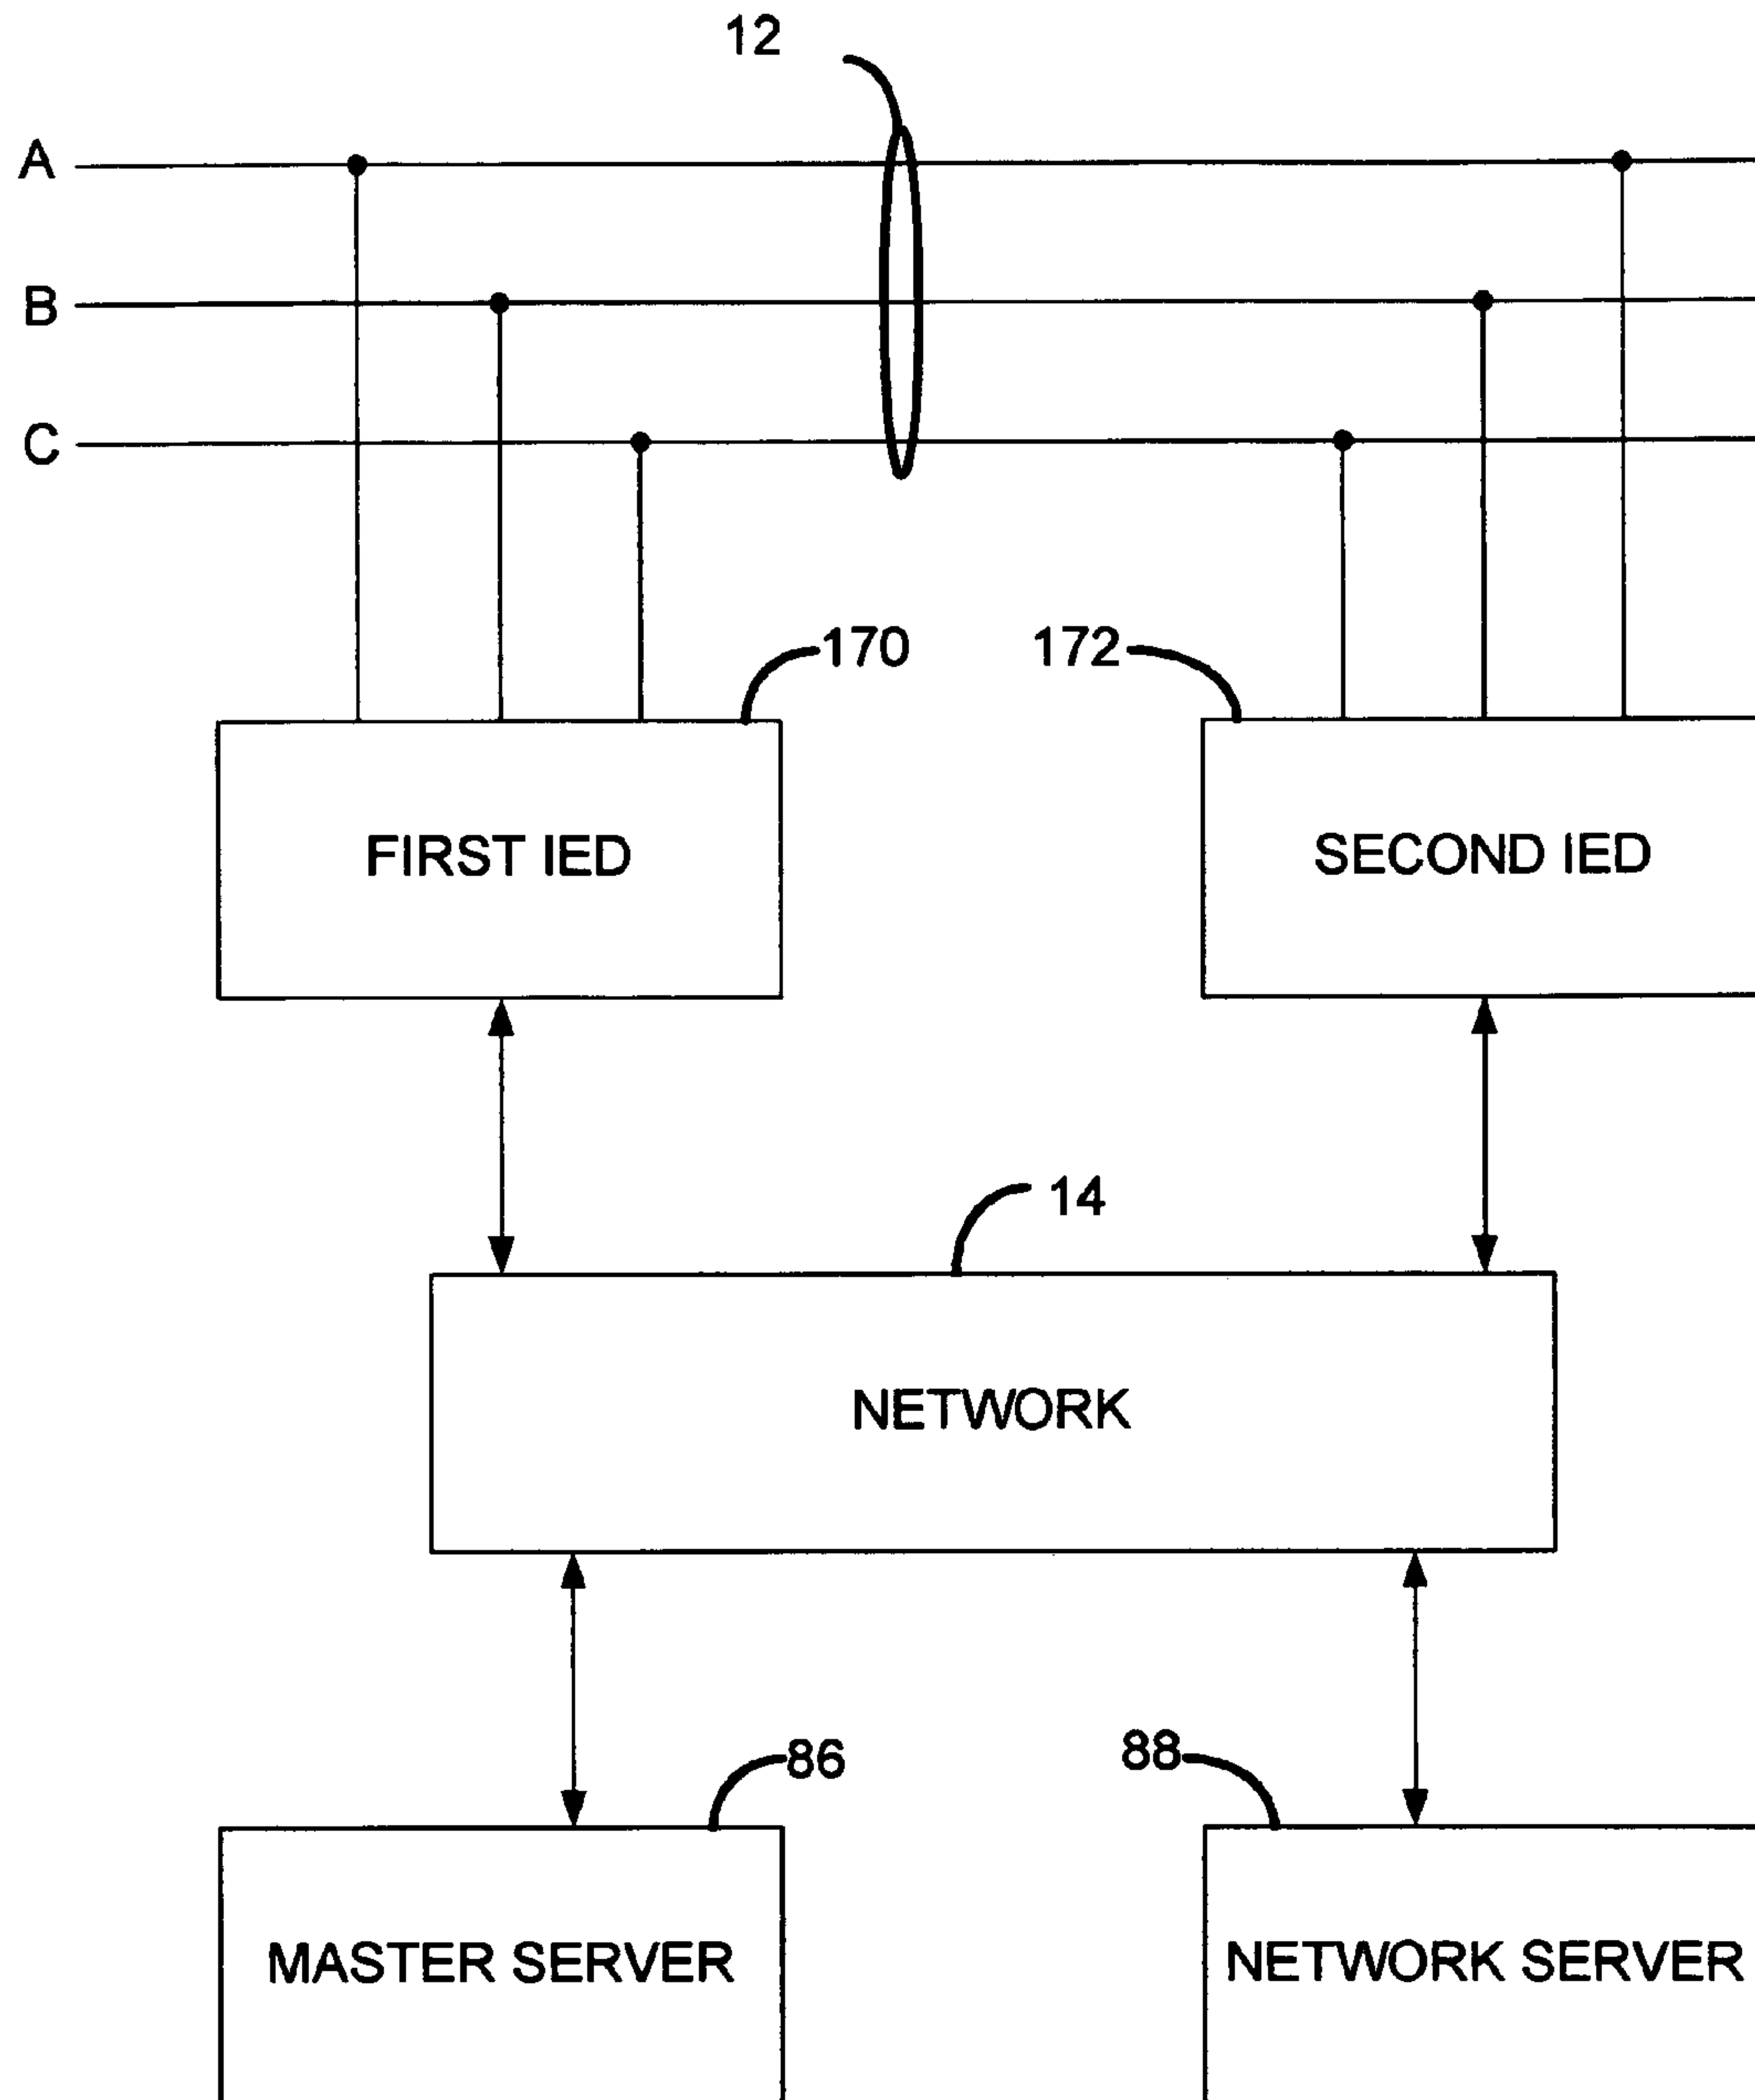 12
A
B
C
170 172
FIRST IED SECOND IED
14
NETWORK
86 88
MASTER SERVER NETWORK SERVER